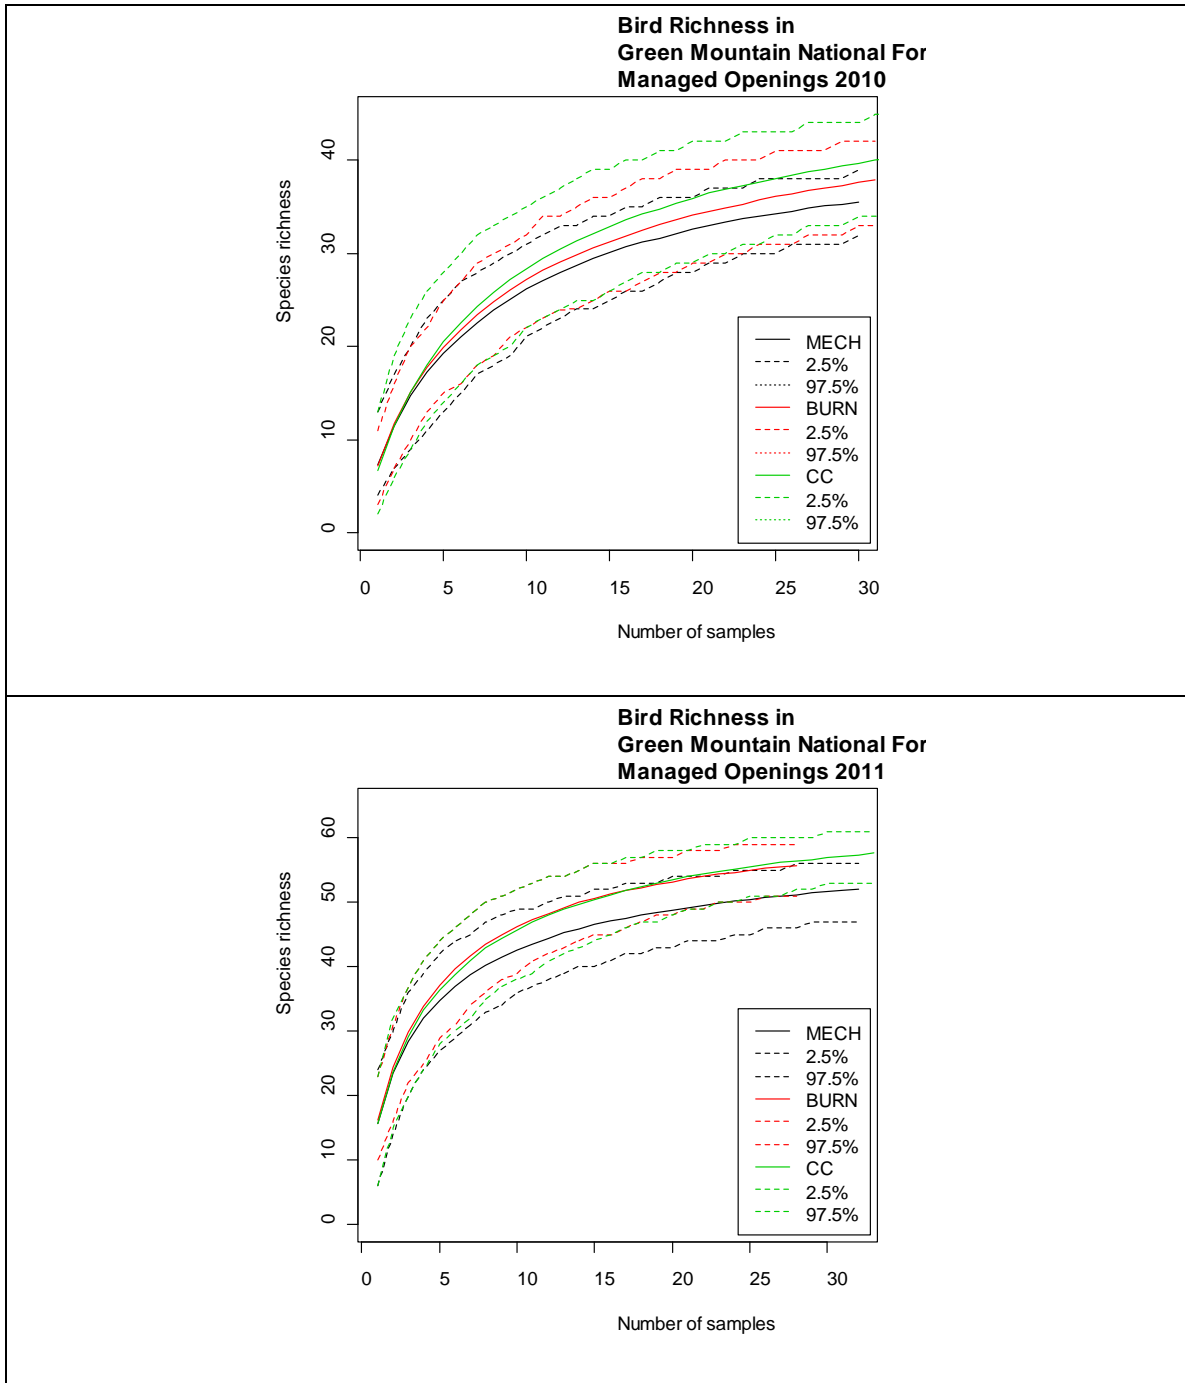 Bird Richness in
Green Mountain National For
Managed Openings 2010
Species richness
40
30
20
10
0
MECH
2.5%
97.5%
BURN
2.5%
97.5%
CC
2.5%
97.5%
0 5 10 15 20 25 30
Number of samples
Bird Richness in
Green Mountain National For
Managed Openings 2011
Species richness
60
50
40
30
20
10
0
MECH
2.5%
97.5%
BURN
2.5%
97.5%
CC
2.5%
97.5%
0 5 10 15 20 25 30
Number of samples